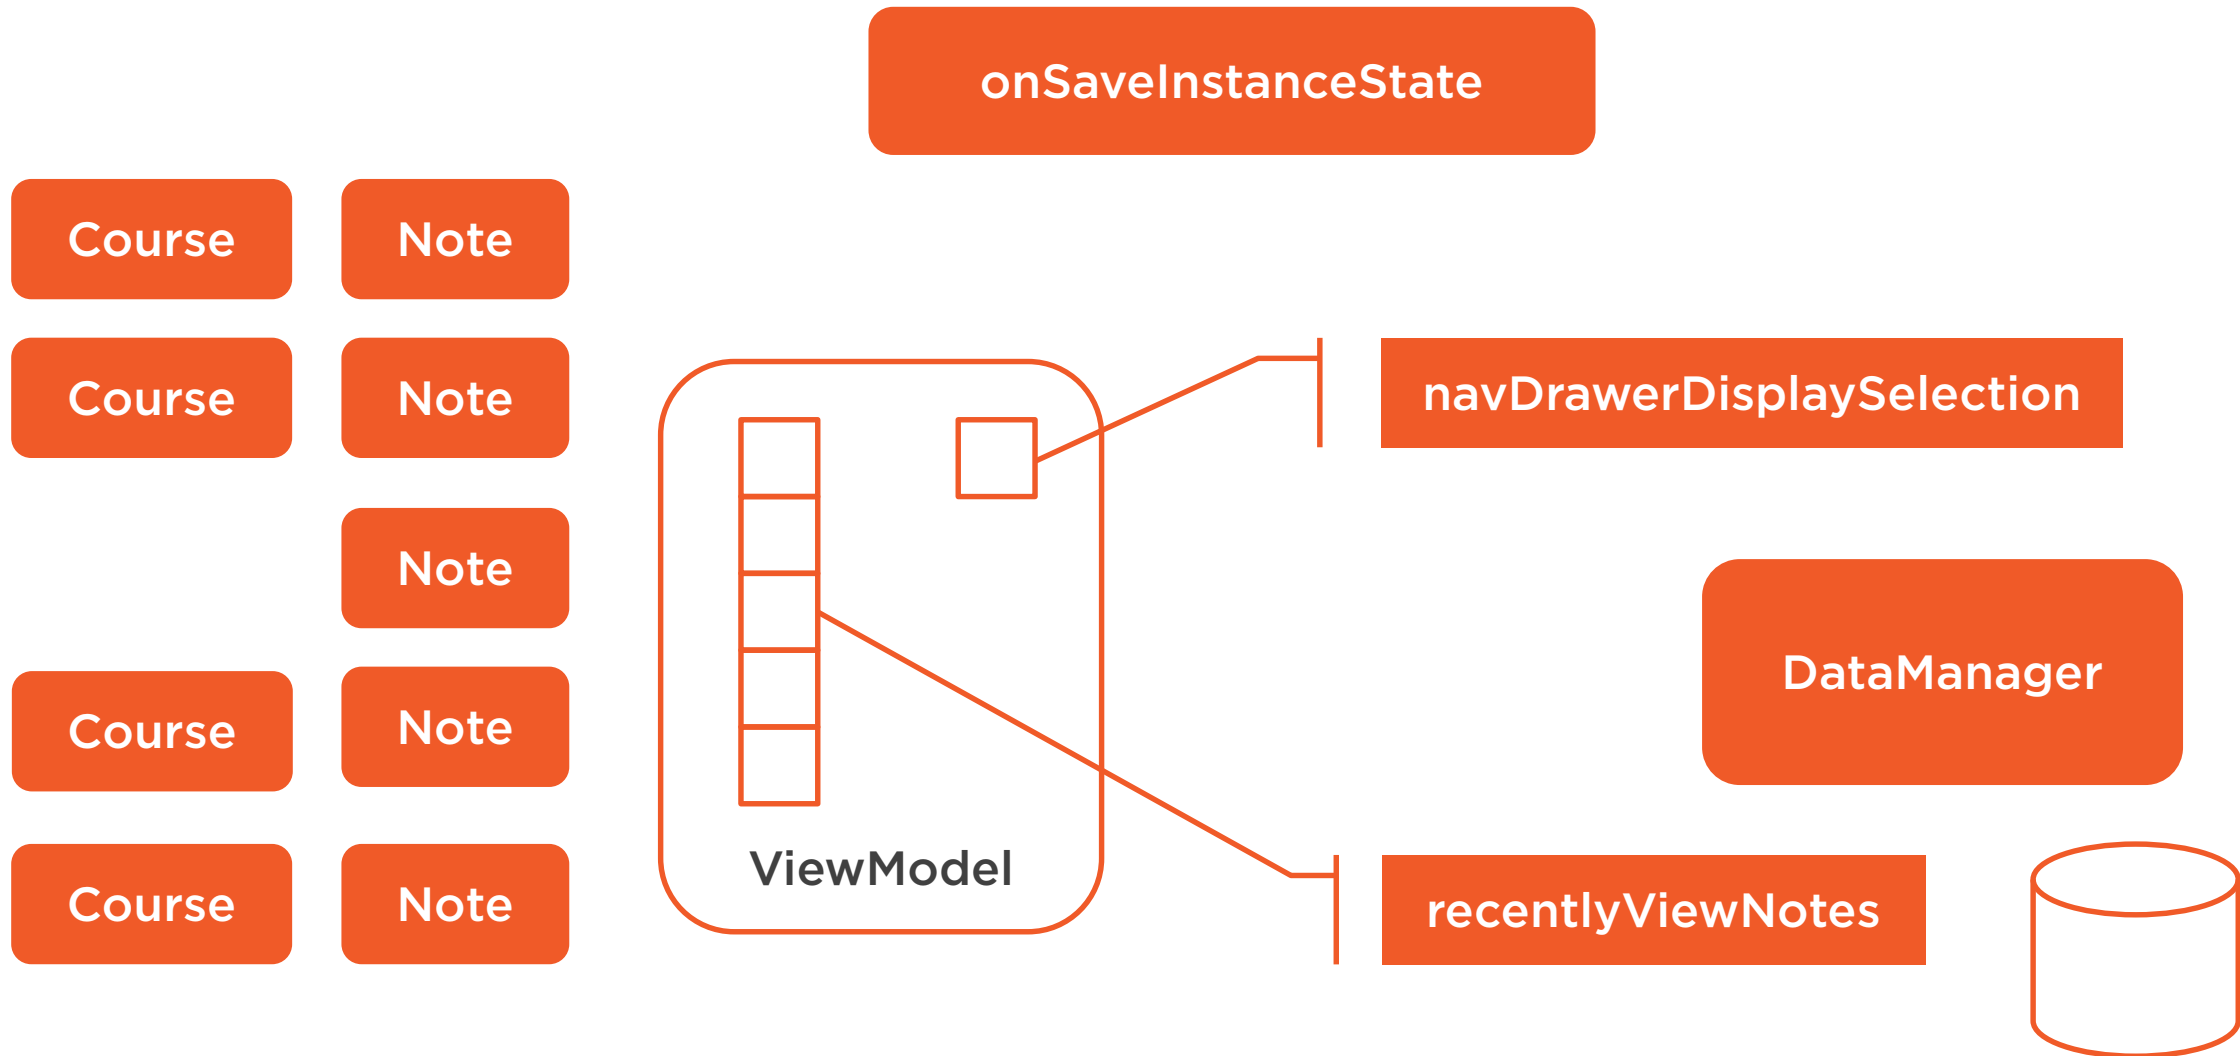 onSaveInstanceState
Course
Note
Course
Note
navDrawerDisplaySelection
Note
DataManager
Course
Note
ViewModel
Course
Note
recentlyViewNotes